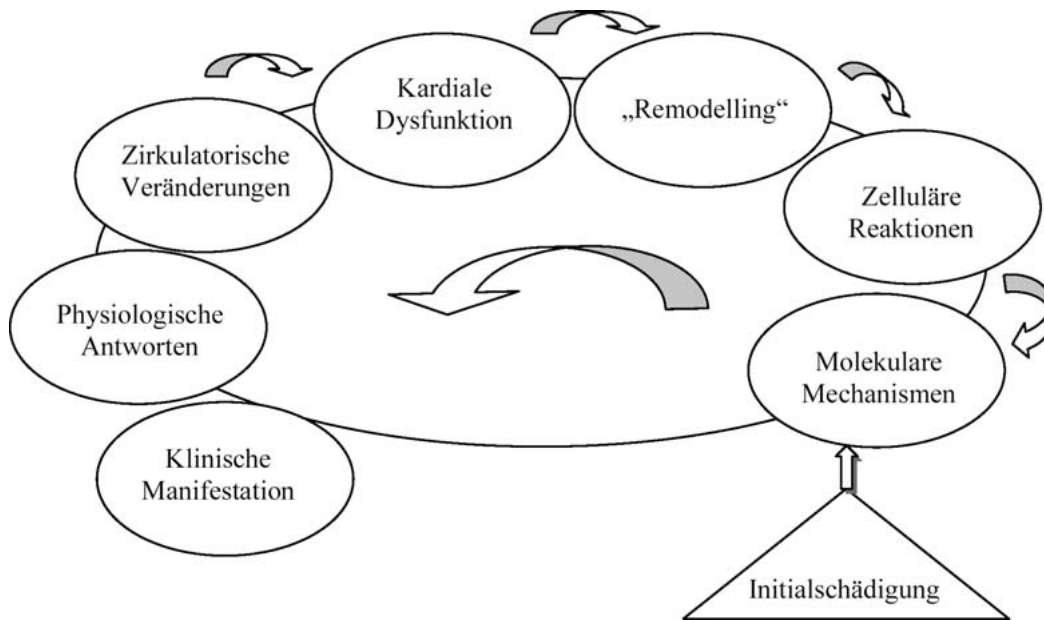 Kardiale
Dysfunktion
„Remodelling“
Zirkulatorische
Veränderungen
Zelluläre
Reaktionen
Physiologische
Antworten
Molekulare
Mechanismen
Klinische
Manifestation
Initialschädigung